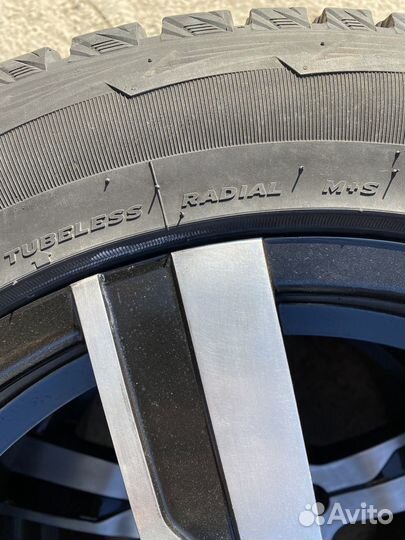 TUBELESS / RADIAL / M+S
Avito